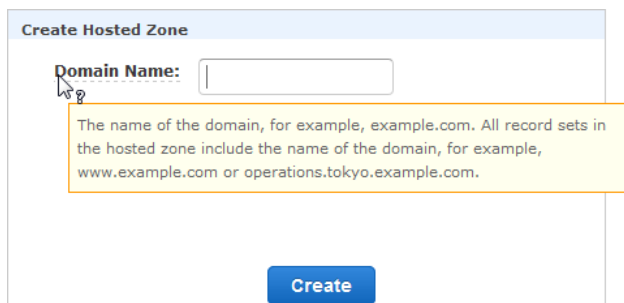 Create Hosted Zone
Domain Name:
The name of the domain, for example, example.com. All record sets in
the hosted zone include the name of the domain, for example,
www.example.com or operations.tokyo.example.com.
Create